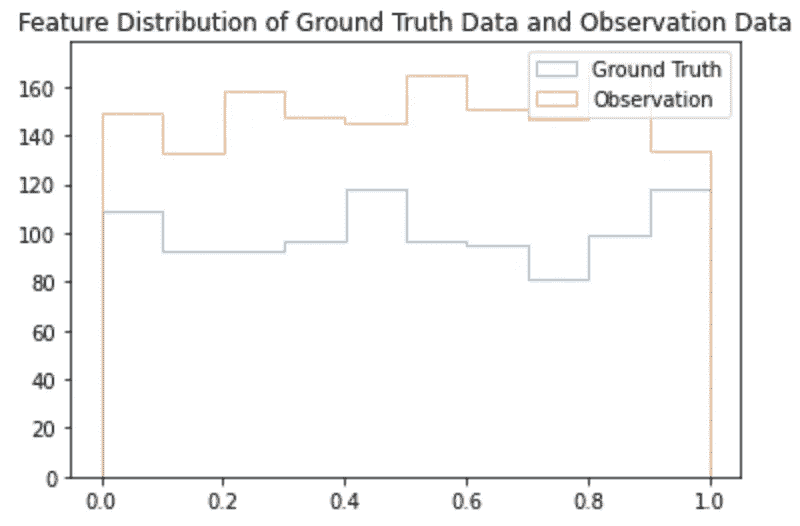 Feature Distribution of Ground Truth Data and Observation Data
Ground Truth
Observation
160
140
120
100
80
60
40
20
0
0.0 0.2 0.4 0.6 0.8 1.0